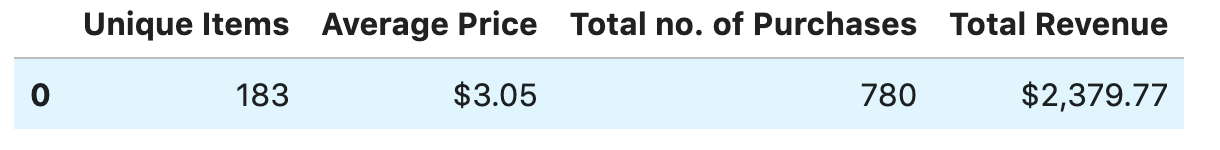 Unique Items Average Price Total no. of Purchases Total Revenue
0 183 $3.05 780 $2,379.77